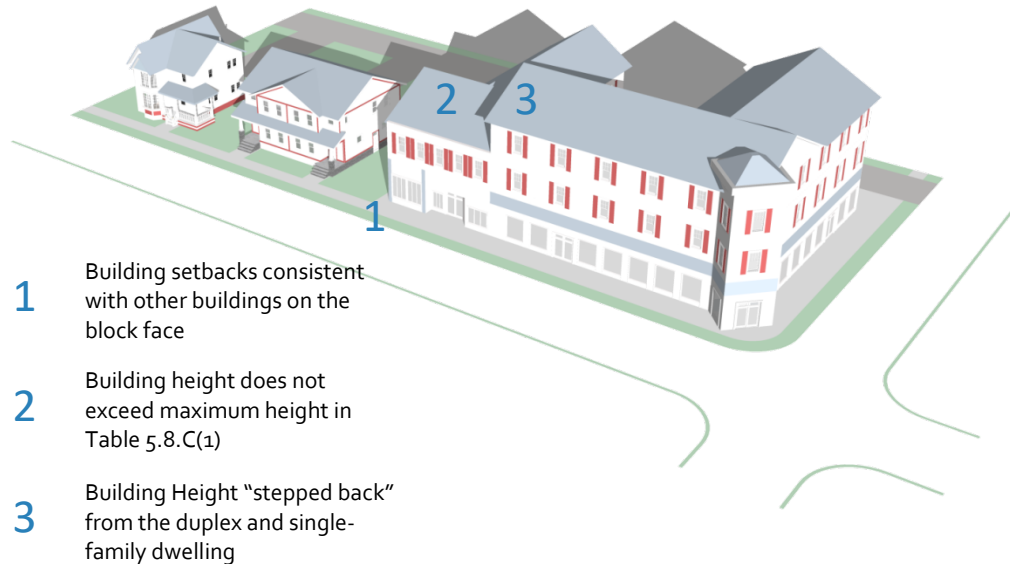 2
3
1
1
Building setbacks consistent
with other buildings on the
block face
2
Building height does not
exceed maximum height in
Table 5.8.C(1)
3
Building Height “stepped back”
from the duplex and single-
family dwelling